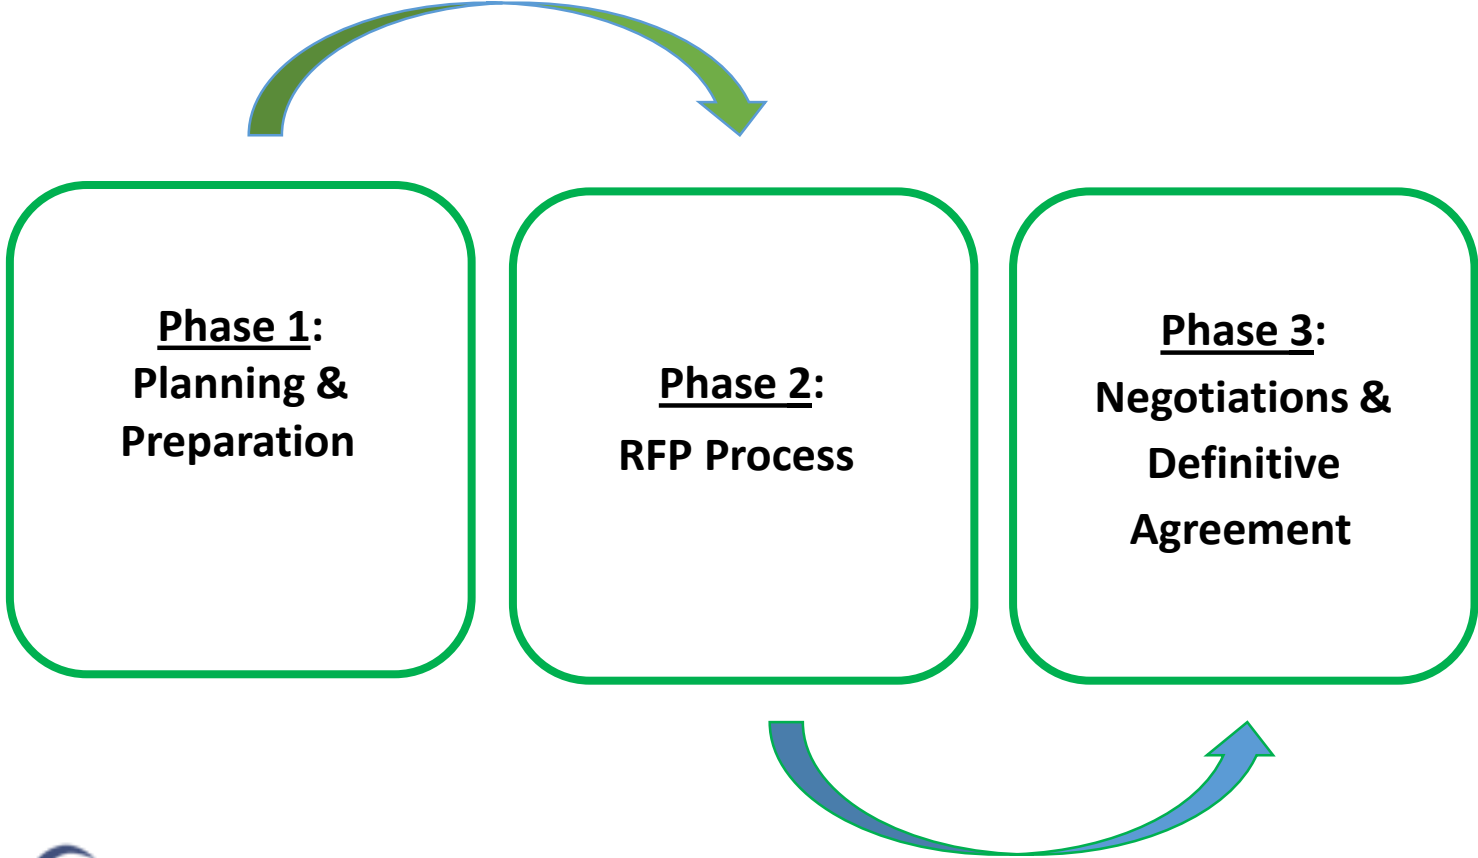 Phase 1:
Planning &
Preparation
Phase 2:
RFP Process
Phase 3:
Negotiations &
Definitive
Agreement